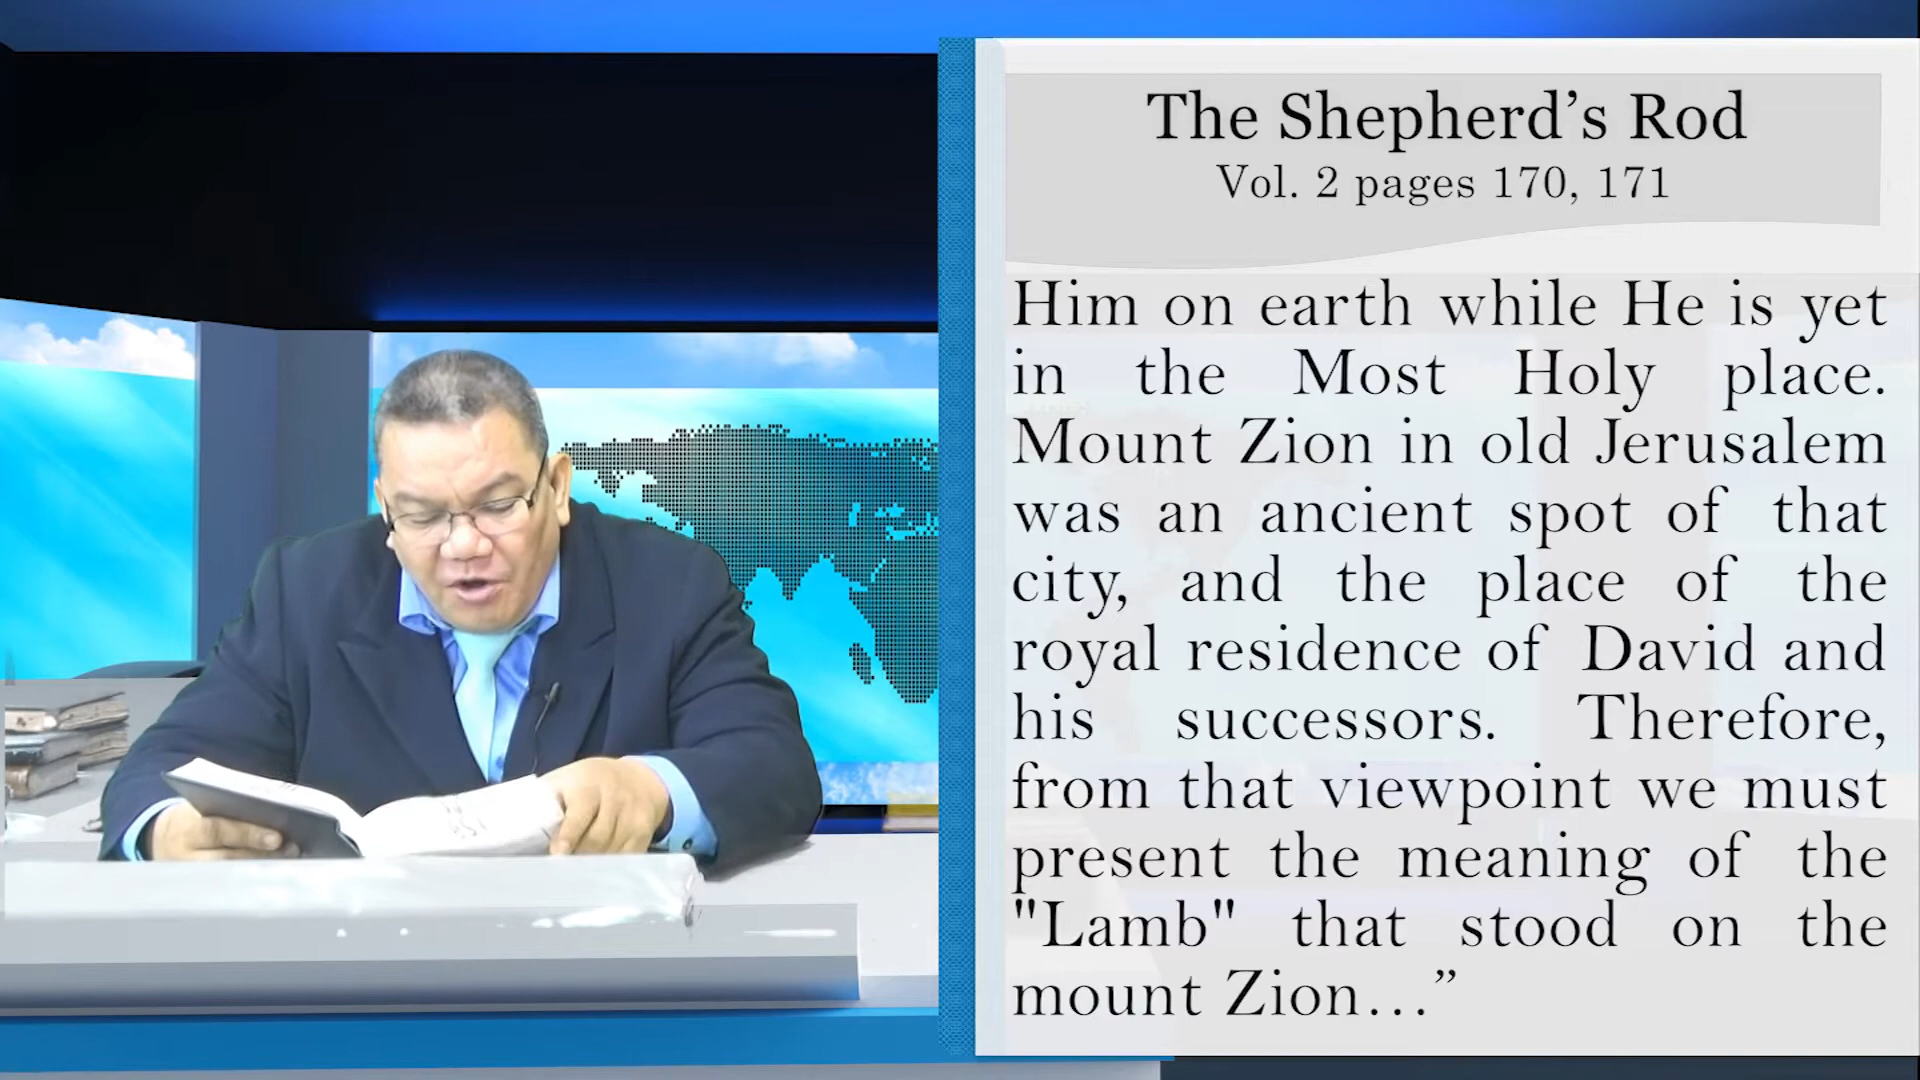 The Shepherd’s Rod
Vol. 2 pages 170, 171
Him on earth while He is yet
in the Most Holy place.
Mount Zion in old Jerusalem
was an ancient spot of that
city, and the place of the
royal residence of David and
his successors. Therefore,
from that viewpoint we must
present the meaning of the
"Lamb" that stood on the
mount Zion…”